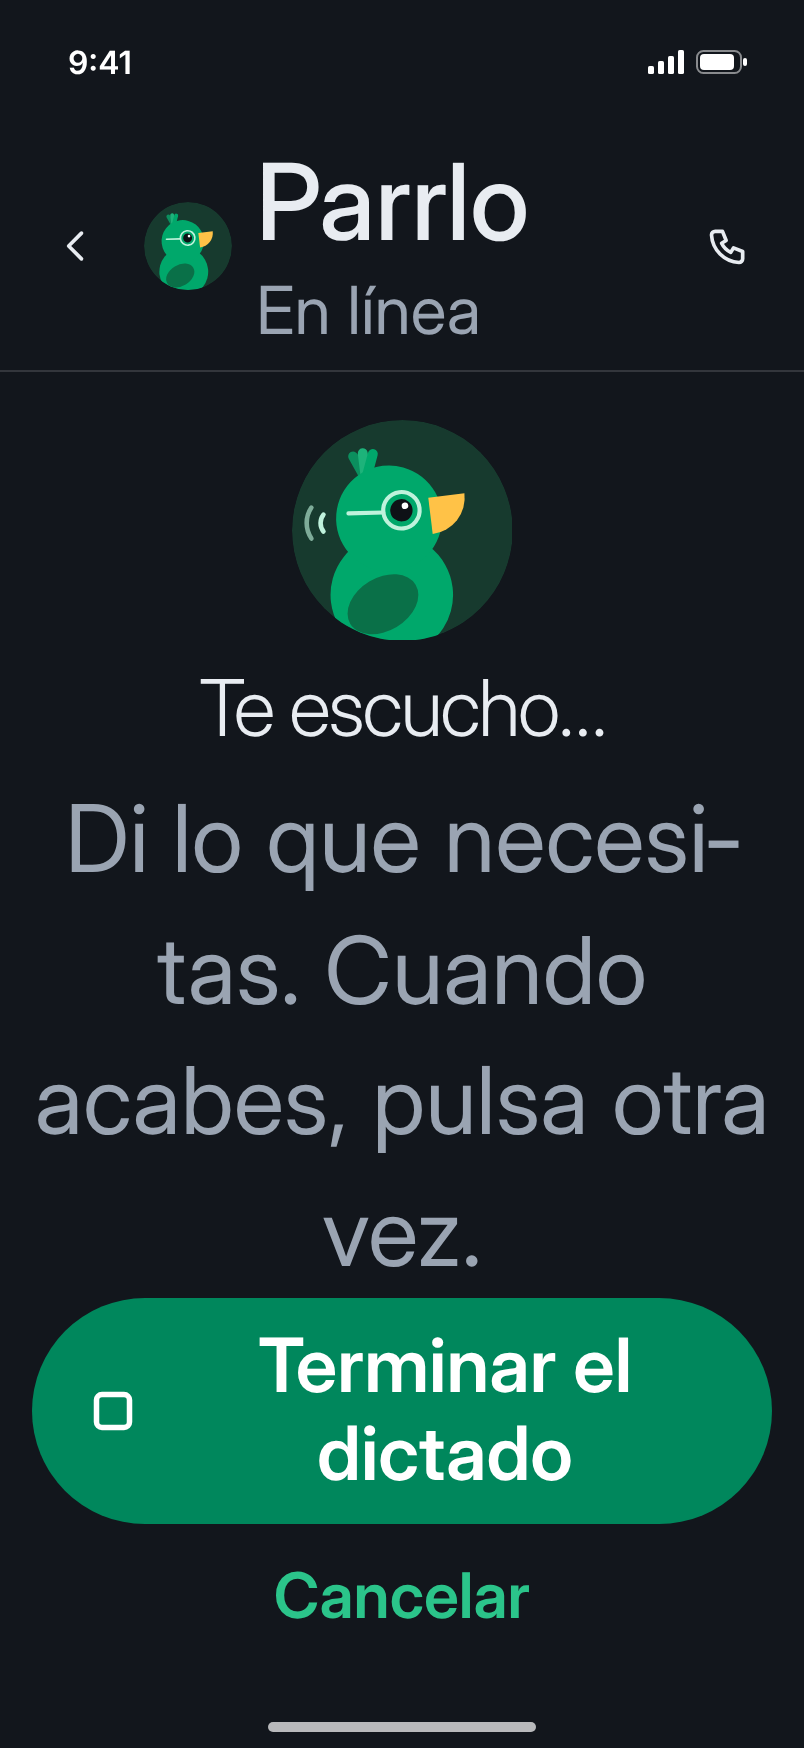 9:41
Parrlo
En línea
Te escucho...
Di lo que necesi-
tas. Cuando
acabes, pulsa otra
vez.
Terminar el
dictado
Cancelar